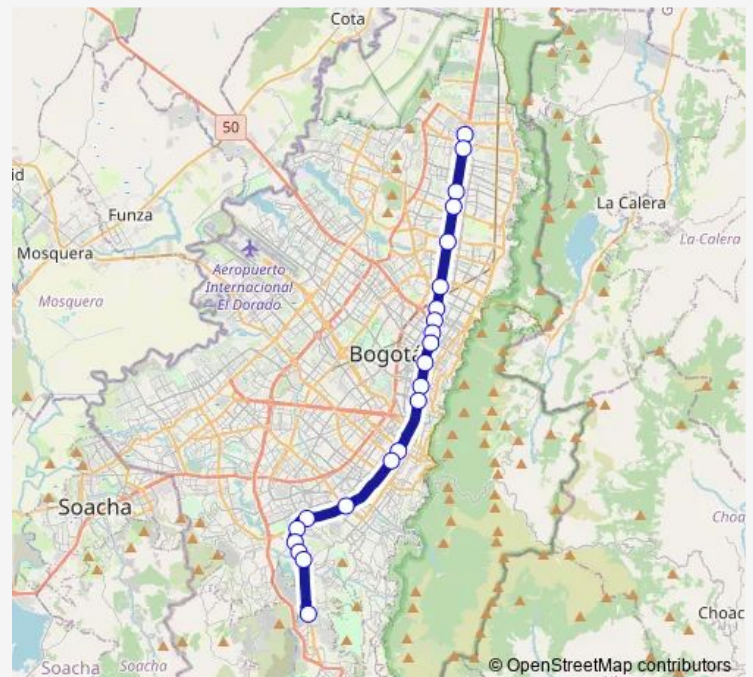 Cota
50
id
Funza
La Calera
La-Calera
Mosquera
Mosquera
Aeropuerto
Internacional
El Dorado
Bogotá
Soacha
Choa
Choac
Soacha
Soacha
© OpenStreetMap contributors